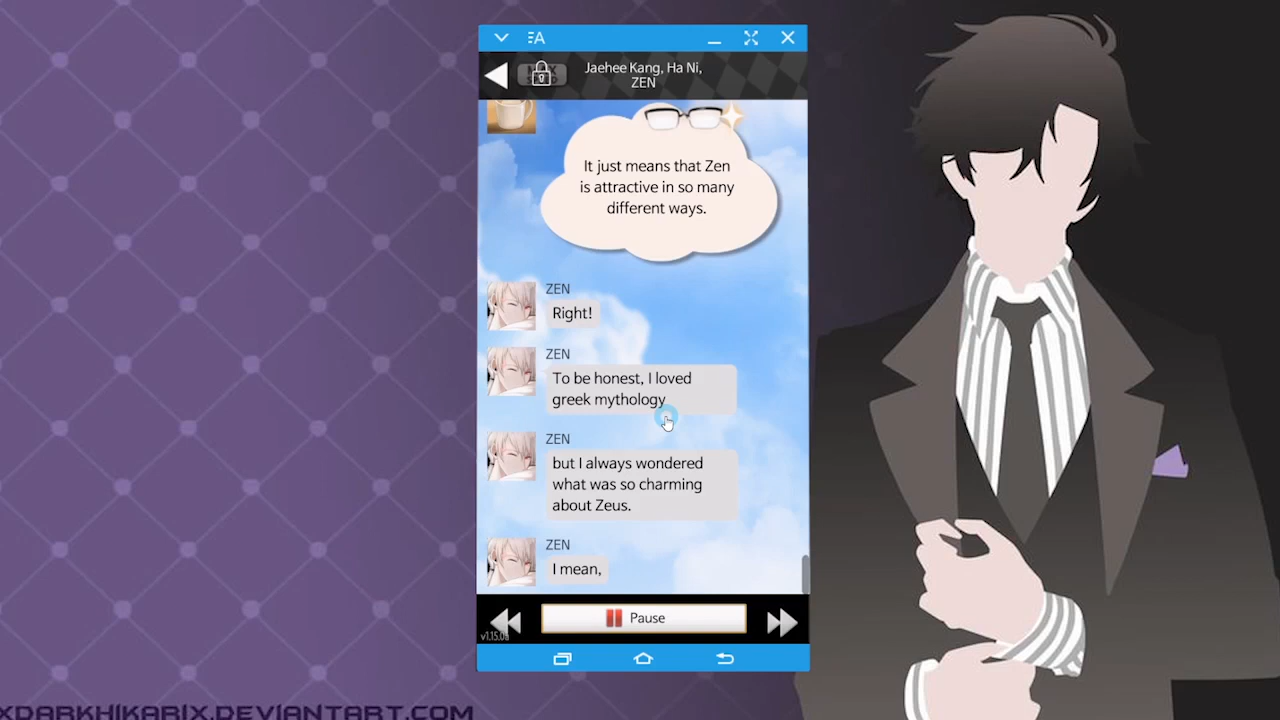 Jaehee Kang, Ha Ni,
ZEN
It just means that Zen
is attractive in so many
different ways.
ZEN
Right!
ZEN
To be honest, I loved
greek mythology
ZEN
but I always wondered
what was so charming
about Zeus.
ZEN
I mean,
Pause
XDARKHIKARIX.DEVIANTART.COM